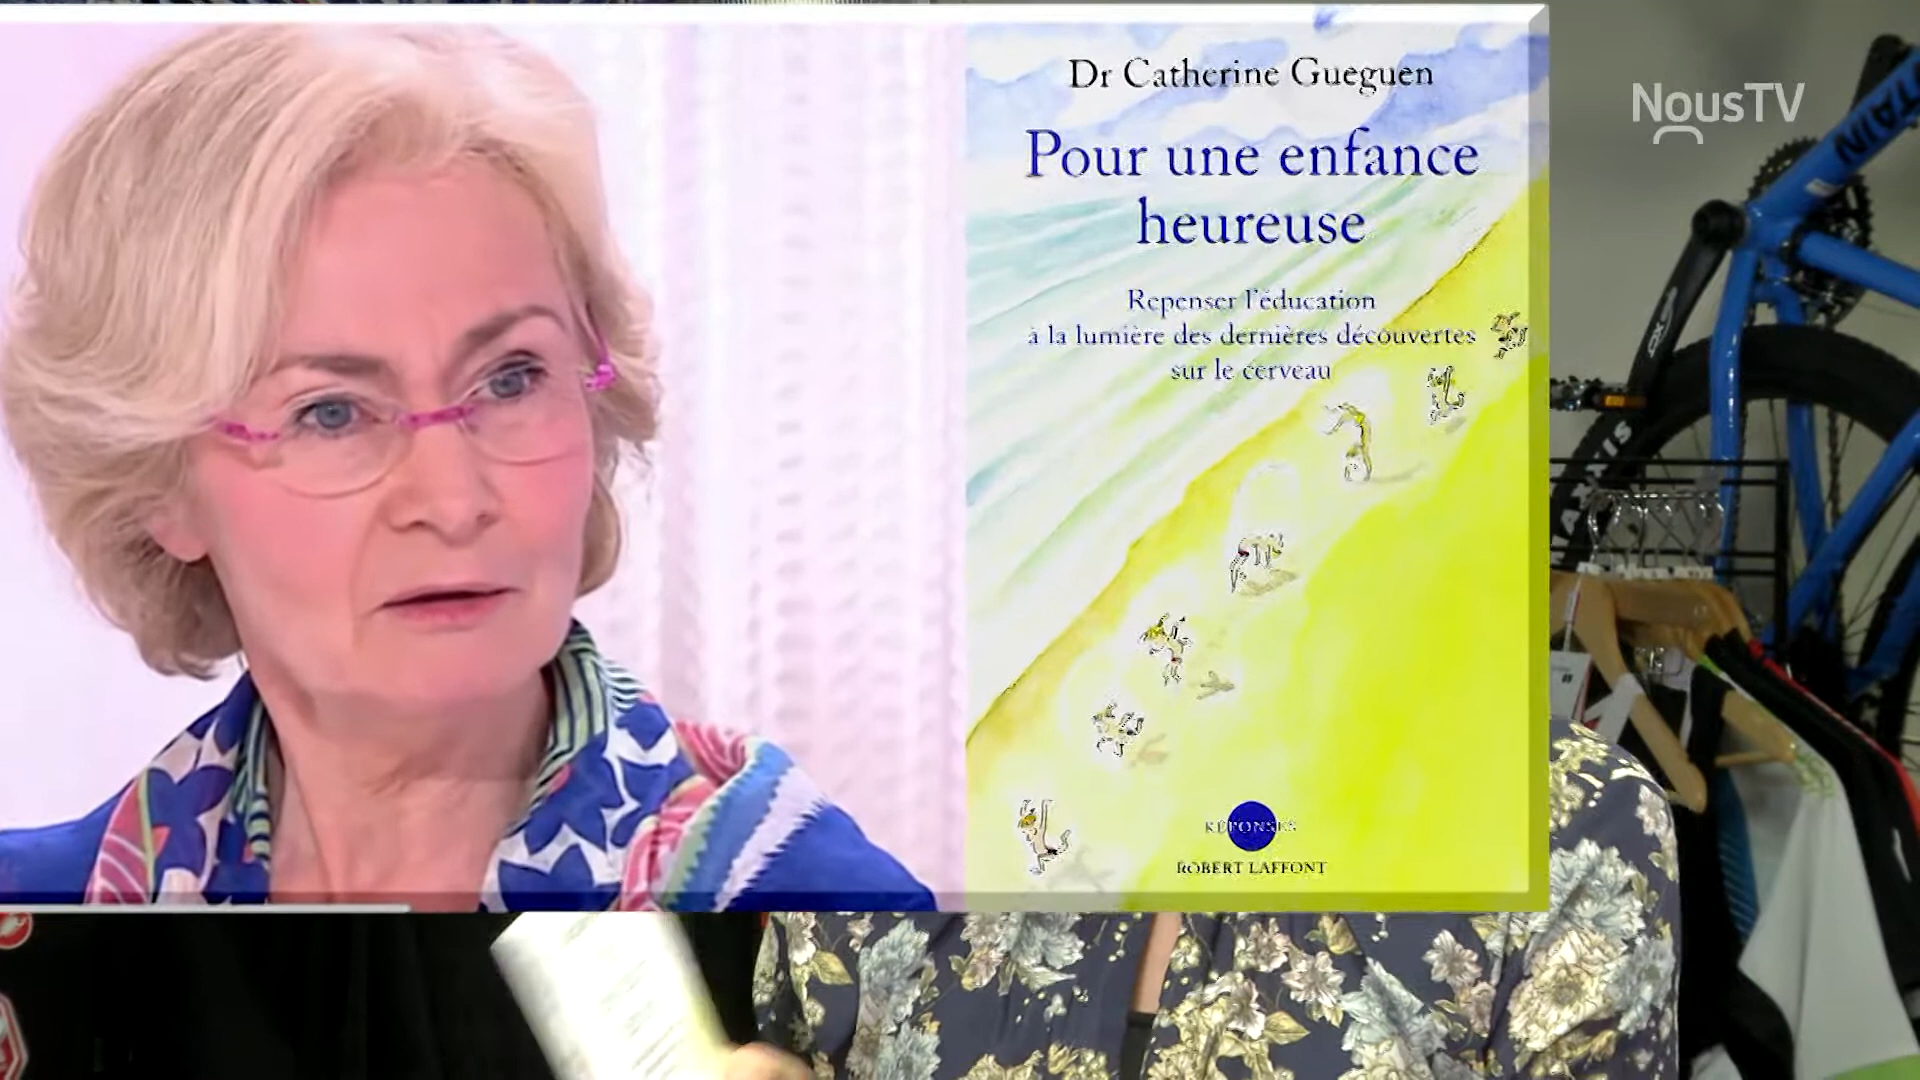 Dr Catherine Gueguen
Pour une enfance
heureuse
Repenser l'éducation
à la lumière des dernières découvertes
sur le cerveau
RÉPONSES
ROBERT LAFFONT
NousTV